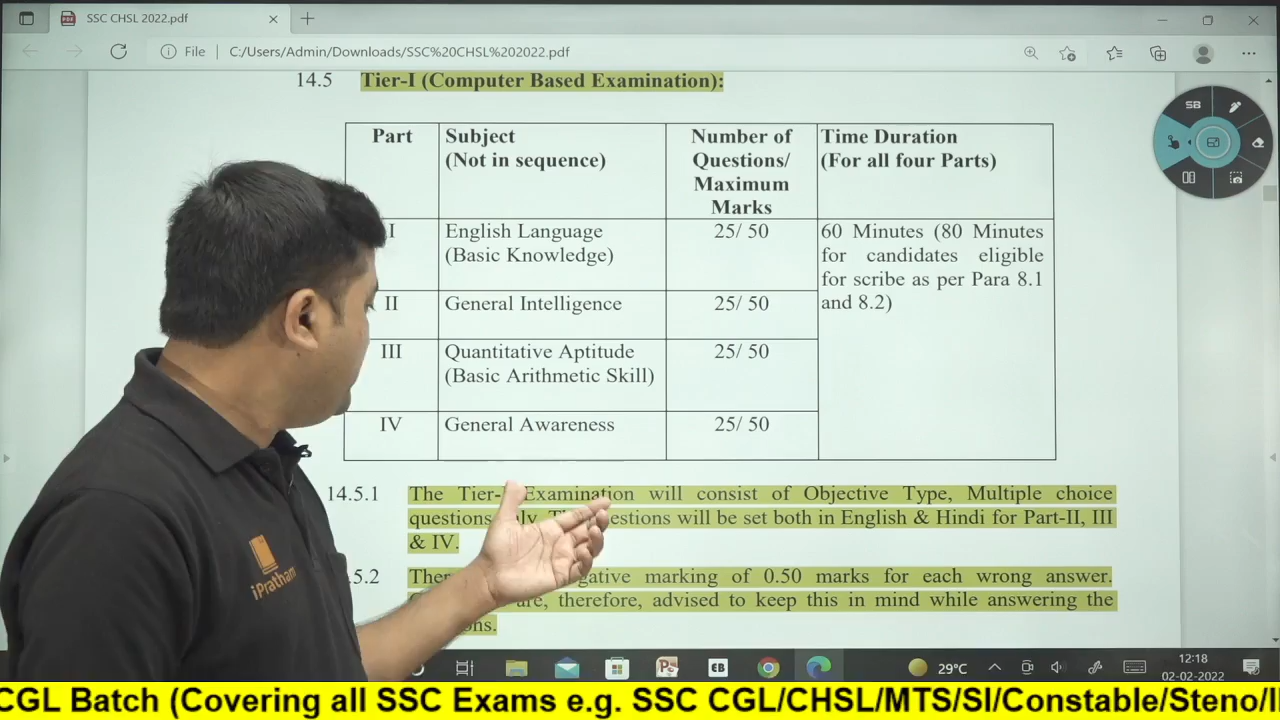 SSC CHSL 2022.pdf
File
C:/Users/Admin/Downloads/SSC%20CHSL%202022.pdf
14.5 Tier-I (Computer Based Examination):
Part
Subject
(Not in sequence)
Number of
Questions/
Maximum
Marks
Time Duration
(For all four Parts)
I
English Language
(Basic Knowledge)
25/ 50
60 Minutes (80 Minutes
for candidates eligible
for scribe as per Para 8.1
and 8.2)
II
General Intelligence
25/ 50
III
Quantitative Aptitude
(Basic Arithmetic Skill)
25/ 50
IV
General Awareness
25/ 50
14.5.1 The Tier- Examination will consist of Objective Type, Multiple choice
questions will be set both in English & Hindi for Part-II, III
& IV.
5.2 marking of 0.50 marks for each wrong answer.
therefore, advised to keep this in mind while answering the
SB
iPratham
EB
29°C
12:18
02-02-2022
CGL Batch (Covering all SSC Exams e.g. SSC CGL/CHSL/MTS/SI/Constable/Steno/